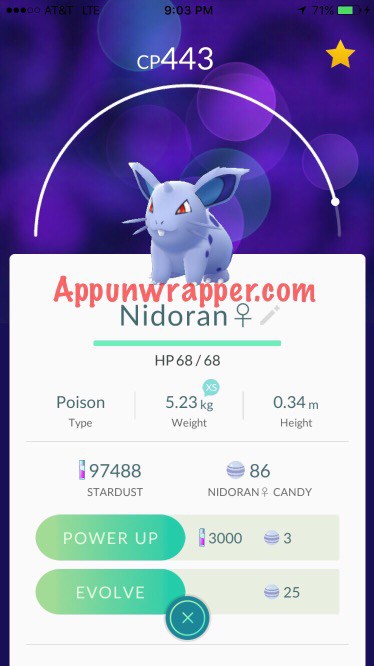 AT&T LTE 9:03 PM 71%
CP443
Appunwrapper.com
Nidoran♀
HP 68 / 68
XS
Poison 5.23 kg 0.34 m
Type Weight Height
97488 86
STARDUST NIDORAN♀ CANDY
POWER UP 3000 3
EVOLVE 25